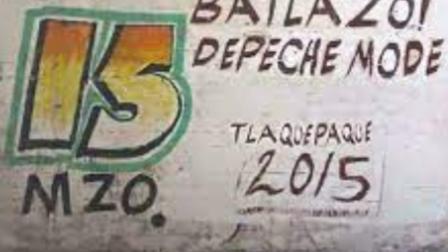 BAILAZO!
DEPECHE MODE
15
MZO.
TLAQUEPAQUE
2015